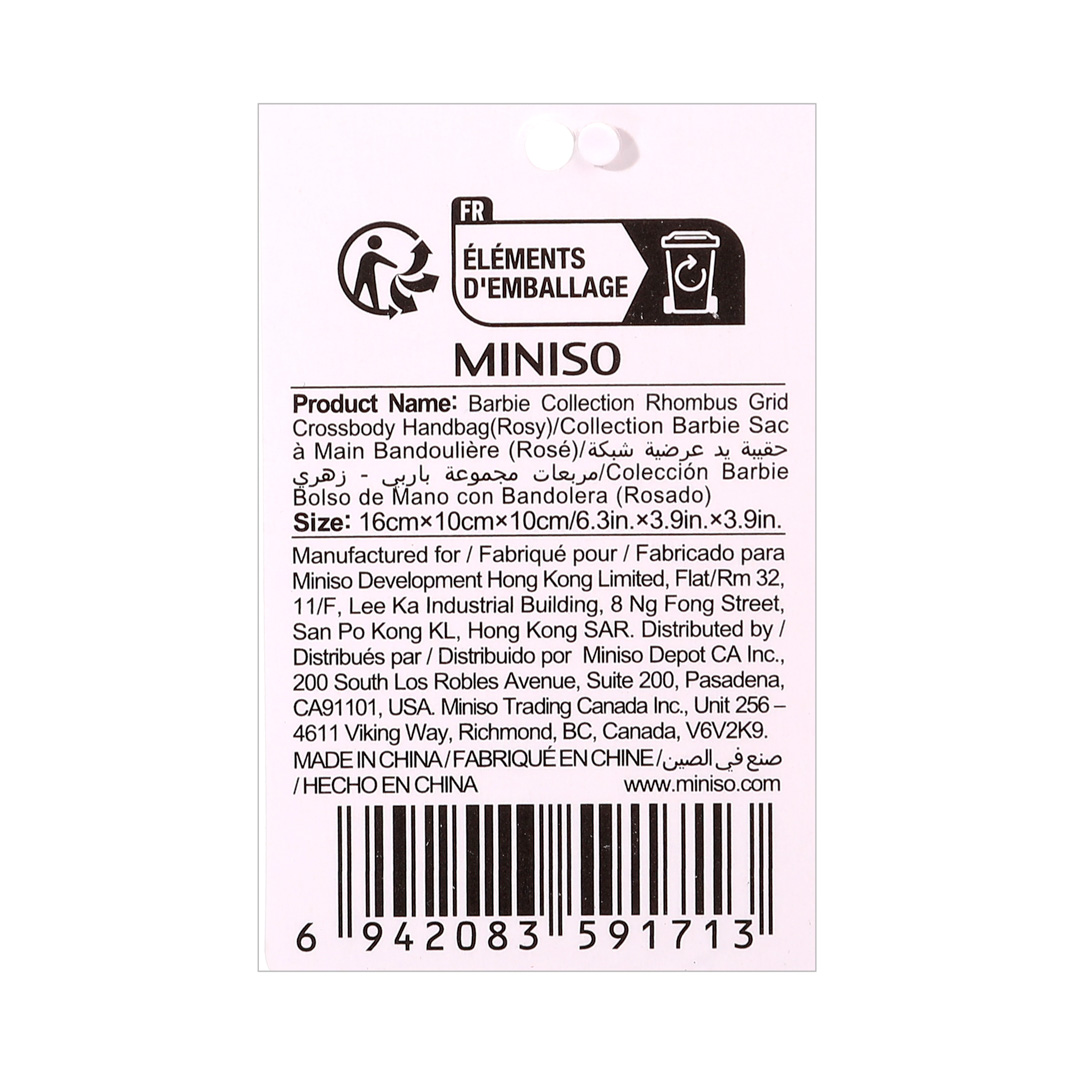 FR
ÉLÉMENTS
D'EMBALLAGE
MINISO
Product Name: Barbie Collection Rhombus Grid
Crossbody Handbag(Rosy)/Collection Barbie Sac
à Main Bandoulière (Rosé)/حقيبة يد عرضية شبكة
مربعات مجموعة باربي - زهري/Colección Barbie
Bolso de Mano con Bandolera (Rosado)
Size: 16cm×10cm×10cm/6.3in.×3.9in.×3.9in.
Manufactured for / Fabriqué pour / Fabricado para
Miniso Development Hong Kong Limited, Flat/Rm 32,
11/F, Lee Ka Industrial Building, 8 Ng Fong Street,
San Po Kong KL, Hong Kong SAR. Distributed by /
Distribués par / Distribuido por Miniso Depot CA Inc.,
200 South Los Robles Avenue, Suite 200, Pasadena,
CA91101, USA. Miniso Trading Canada Inc., Unit 256 –
4611 Viking Way, Richmond, BC, Canada, V6V2K9.
MADE IN CHINA / FABRIQUÉ EN CHINE / صنع في الصين
/ HECHO EN CHINA www.miniso.com
6 942083 591713